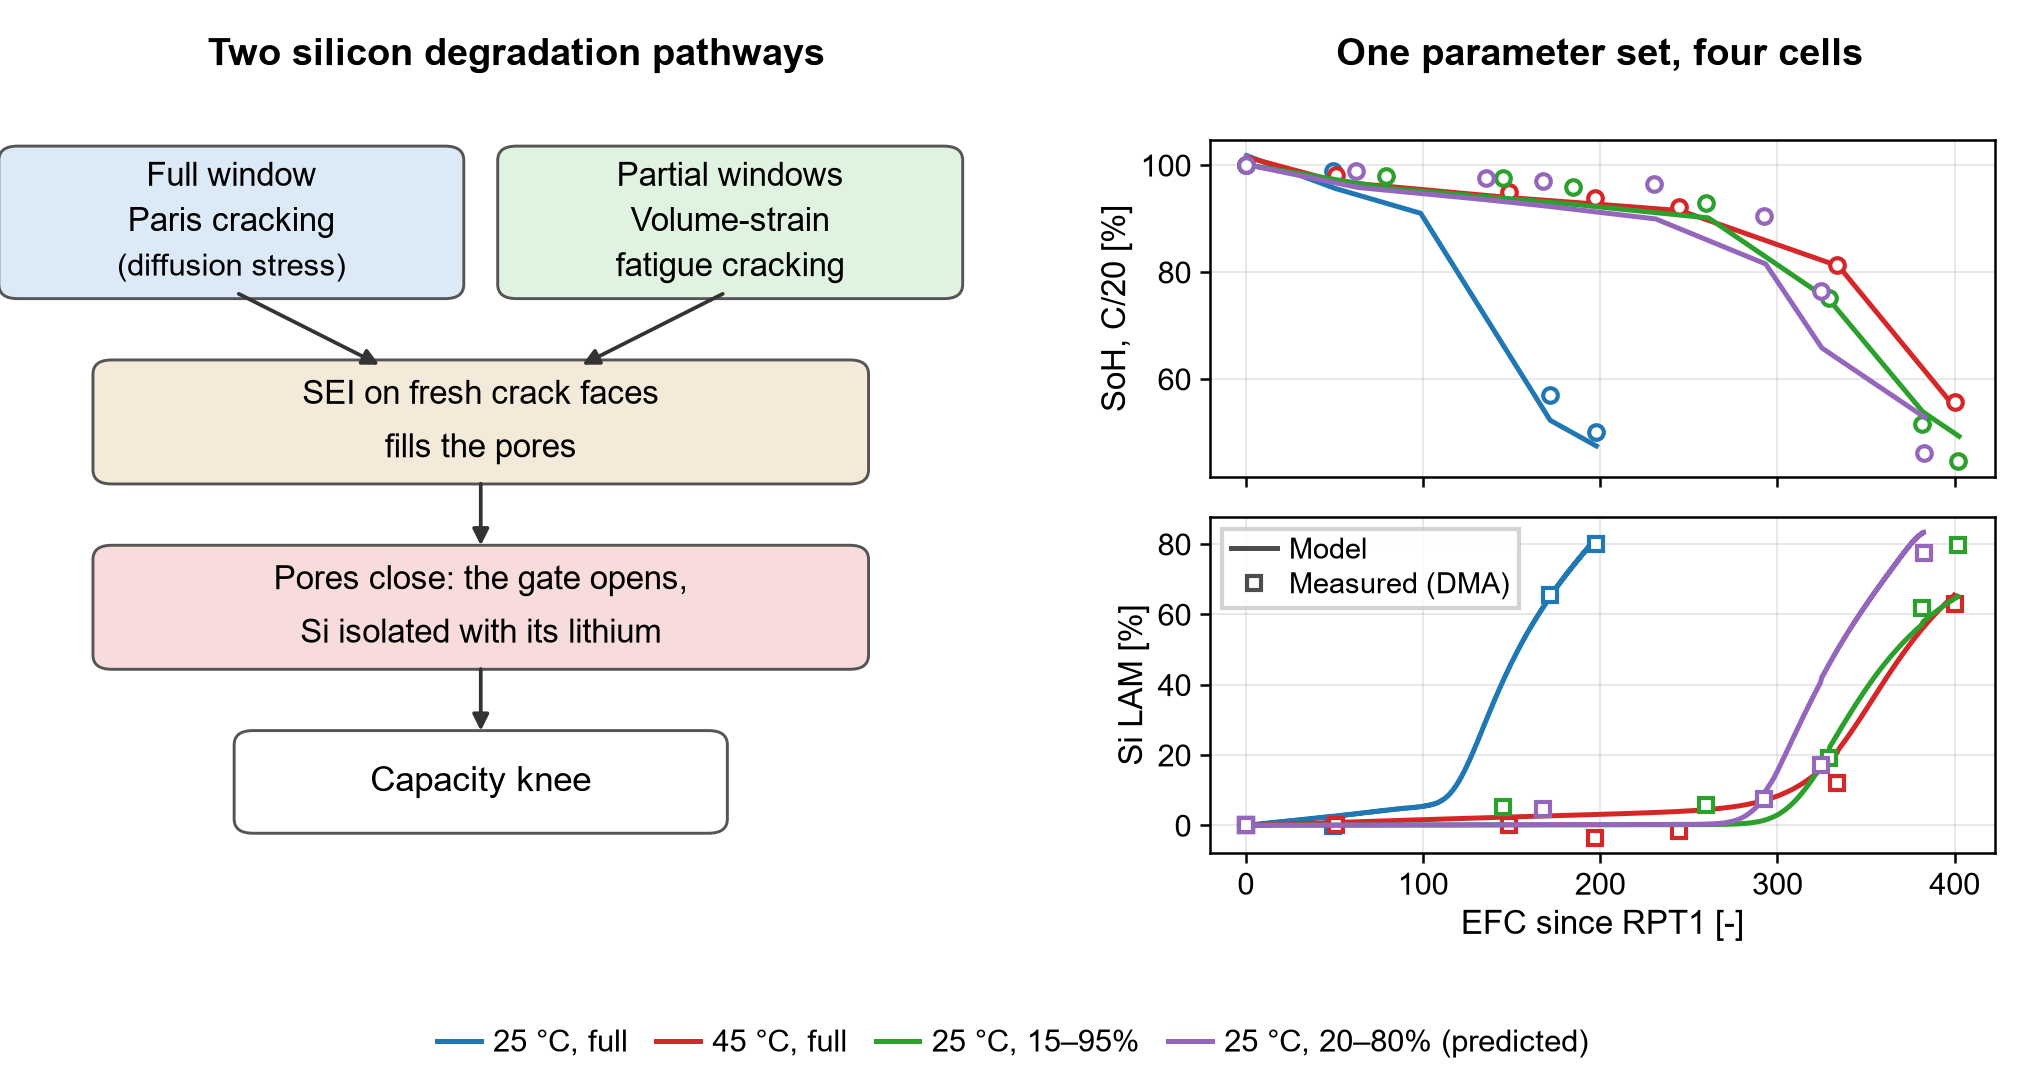 Two silicon degradation pathways
Full window
Paris cracking
(diffusion stress)
Partial windows
Volume-strain
fatigue cracking
SEI on fresh crack faces
fills the pores
Pores close: the gate opens,
Si isolated with its lithium
Capacity knee
One parameter set, four cells
SoH, C/20 [%]
100
80
60
Si LAM [%]
80
60
40
20
0
Model
Measured (DMA)
0 100 200 300 400
EFC since RPT1 [-]
25 °C, full 45 °C, full 25 °C, 15–95% 25 °C, 20–80% (predicted)